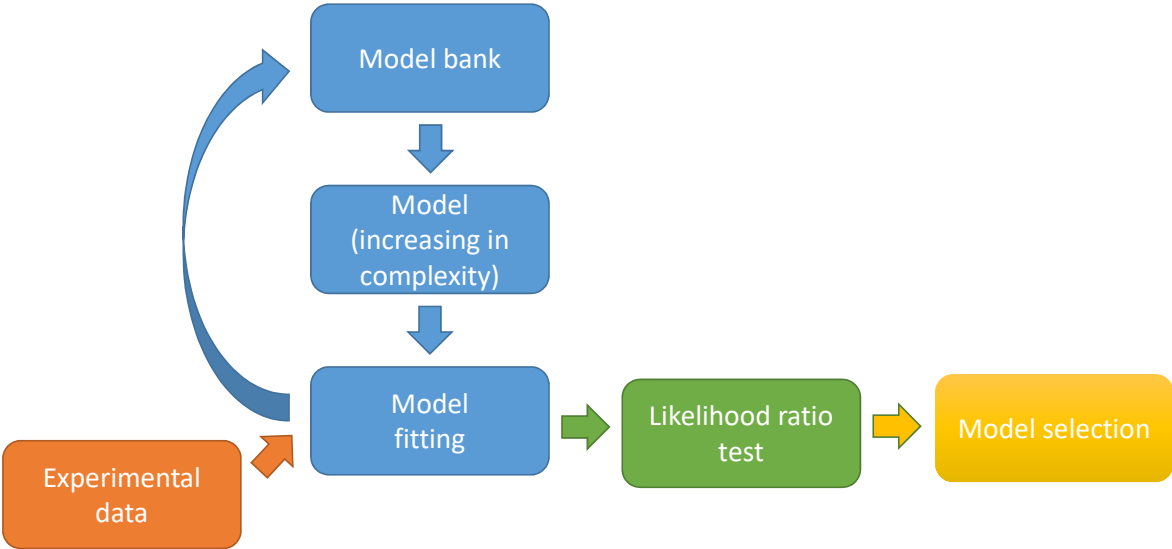 Model bank
Model
(increasing in
complexity)
Model
fitting
Likelihood ratio
test
Model selection
Experimental
data